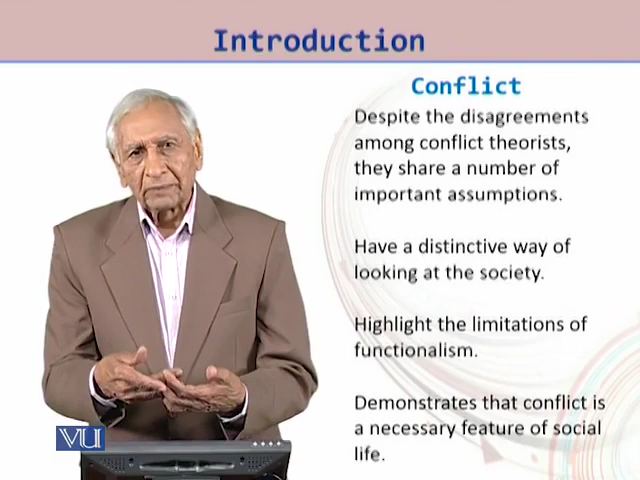 Introduction
Conflict
Despite the disagreements
among conflict theorists,
they share a number of
important assumptions.
Have a distinctive way of
looking at the society.
Highlight the limitations of
functionalism.
Demonstrates that conflict is
a necessary feature of social
life.
VU